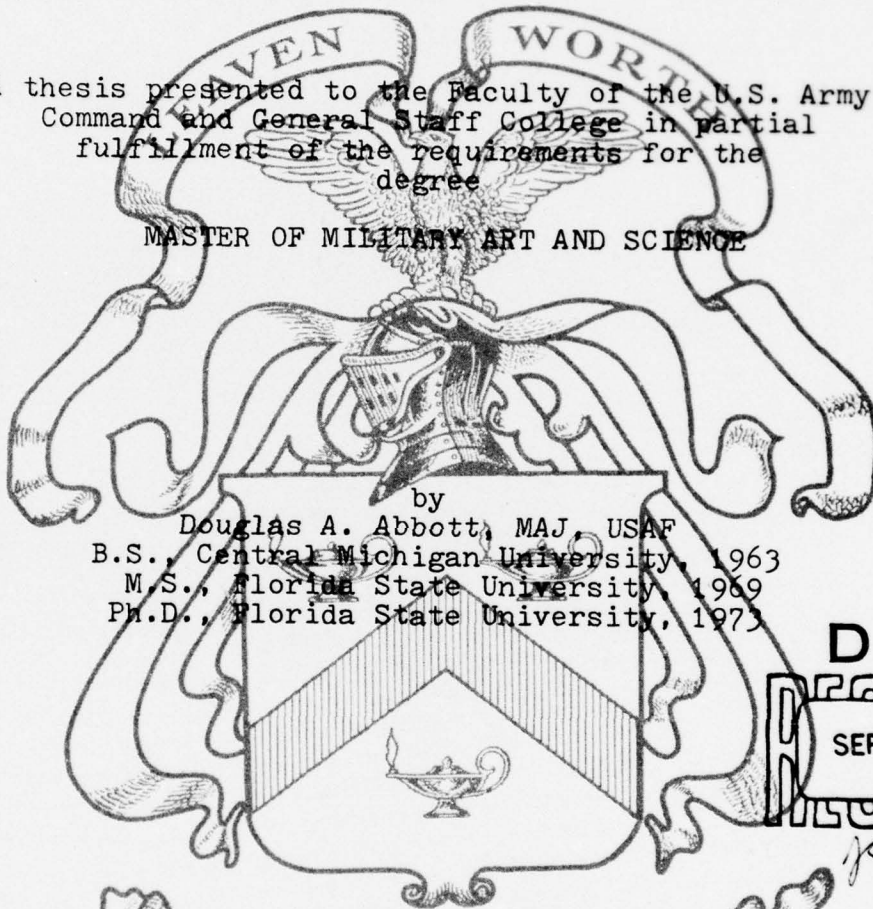 LEAVEN WORTH
thesis presented to the Faculty of the U.S. Army
Command and General Staff College in partial
fulfillment of the requirements for the
degree
MASTER OF MILITARY ART AND SCIENCE
by
Douglas A. Abbott, MAJ, USAF
B.S., Central Michigan University, 1963
M.S., Florida State University, 1969
Ph.D., Florida State University, 1973
D